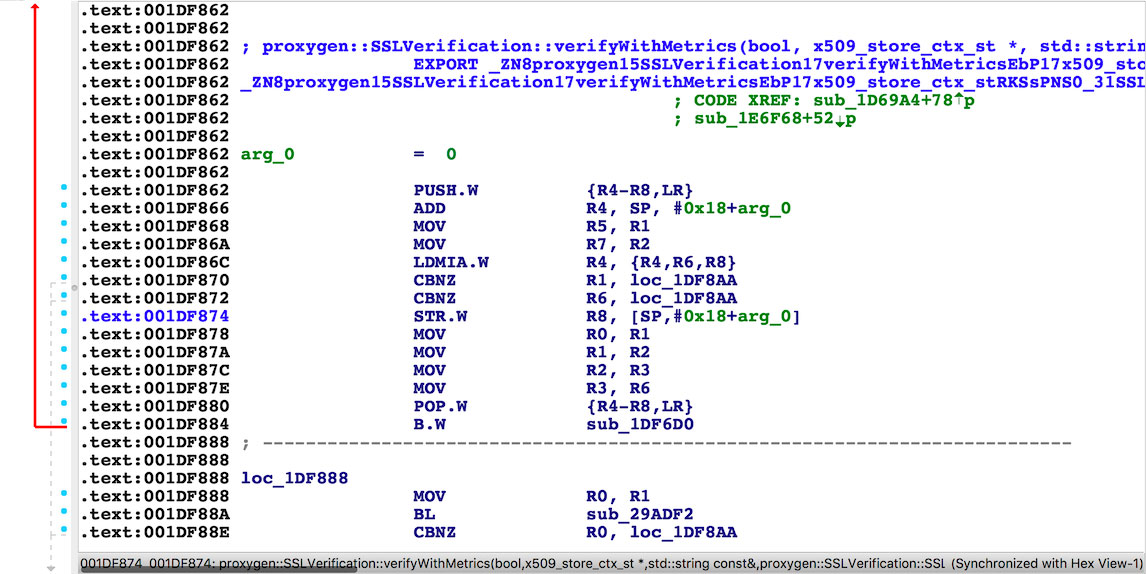 .text:001DF862
.text:001DF862
.text:001DF862 ; proxygen::SSLVerification::verifyWithMetrics(bool, x509_store_ctx_st *, std::strin
.text:001DF862 EXPORT _ZN8proxygen15SSLVerification17verifyWithMetricsEbP17x509_sto
.text:001DF862 _ZN8proxygen15SSLVerification17verifyWithMetricsEbP17x509_store_ctx_stRKSsPNS0_31SSL
.text:001DF862 ; CODE XREF: sub_1D69A4+78↑p
.text:001DF862 ; sub_1E6F68+52↓p
.text:001DF862
.text:001DF862 arg_0 = 0
.text:001DF862
.text:001DF862 PUSH.W {R4-R8,LR}
.text:001DF866 ADD R4, SP, #0x18+arg_0
.text:001DF868 MOV R5, R1
.text:001DF86A MOV R7, R2
.text:001DF86C LDMIA.W R4, {R4,R6,R8}
.text:001DF870 CBNZ R1, loc_1DF8AA
.text:001DF872 CBNZ R6, loc_1DF8AA
.text:001DF874 STR.W R8, [SP,#0x18+arg_0]
.text:001DF878 MOV R0, R1
.text:001DF87A MOV R1, R2
.text:001DF87C MOV R2, R3
.text:001DF87E MOV R3, R6
.text:001DF880 POP.W {R4-R8,LR}
.text:001DF884 B.W sub_1DF6D0
.text:001DF888 ; ---------------------------------------------------------------------------
.text:001DF888
.text:001DF888 loc_1DF888
.text:001DF888 MOV R0, R1
.text:001DF88A BL sub_29ADF2
.text:001DF88E CBNZ R0, loc_1DF8AA
001DF874 001DF874: proxygen::SSLVerification::verifyWithMetrics(bool,x509_store_ctx_st *,std::string const&,proxygen::SSLVerification::SSL (Synchronized with Hex View-1)